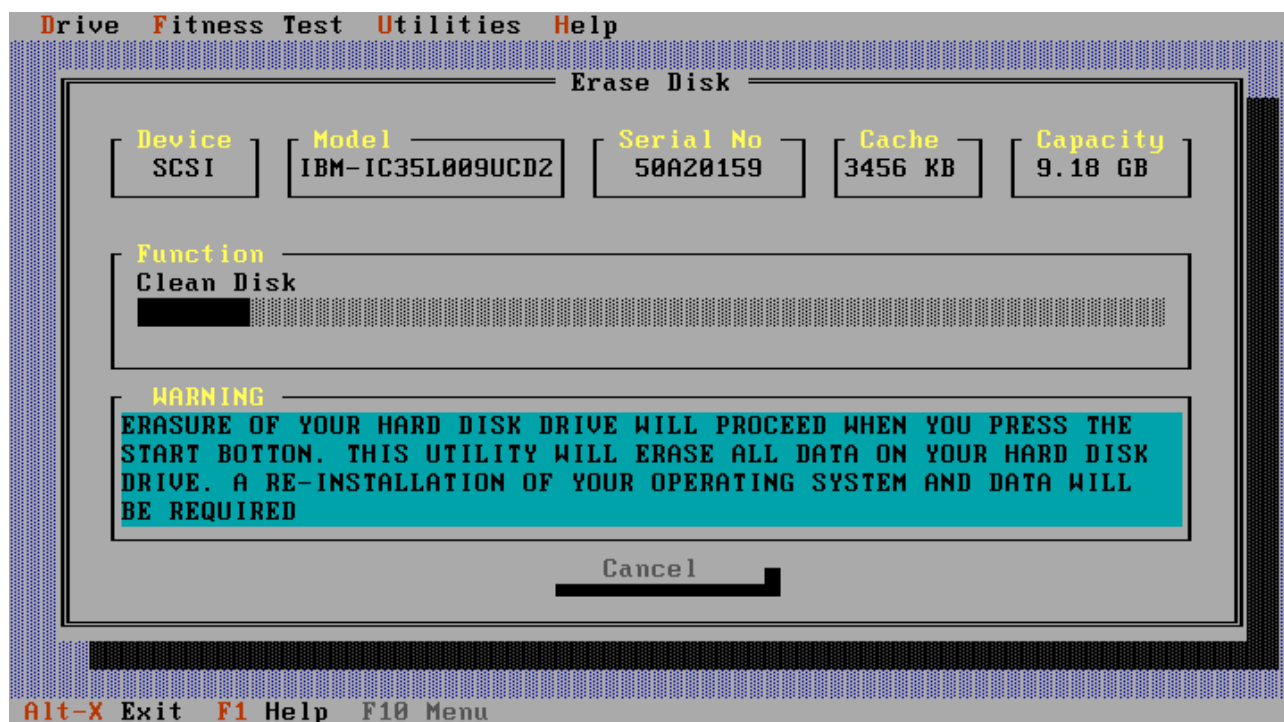 Drive Fitness Test Utilities Help
Erase Disk
Device Model Serial No Cache Capacity
SCSI IBM-IC35L009UCD2 50A20159 3456 KB 9.18 GB
Function
Clean Disk
WARNING
ERASURE OF YOUR HARD DISK DRIVE WILL PROCEED WHEN YOU PRESS THE
START BOTTON. THIS UTILITY WILL ERASE ALL DATA ON YOUR HARD DISK
DRIVE. A RE-INSTALLATION OF YOUR OPERATING SYSTEM AND DATA WILL
BE REQUIRED
Cancel
Alt-X Exit F1 Help F10 Menu